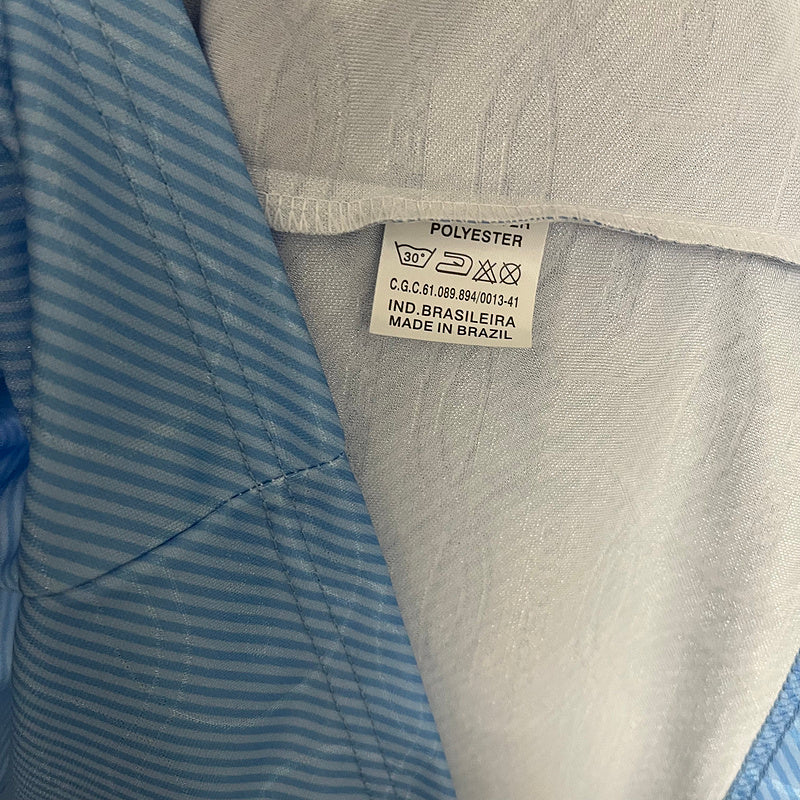 POLYESTER
30°
C.G.C.61.089.894/0013-41
IND.BRASILEIRA
MADE IN BRAZIL